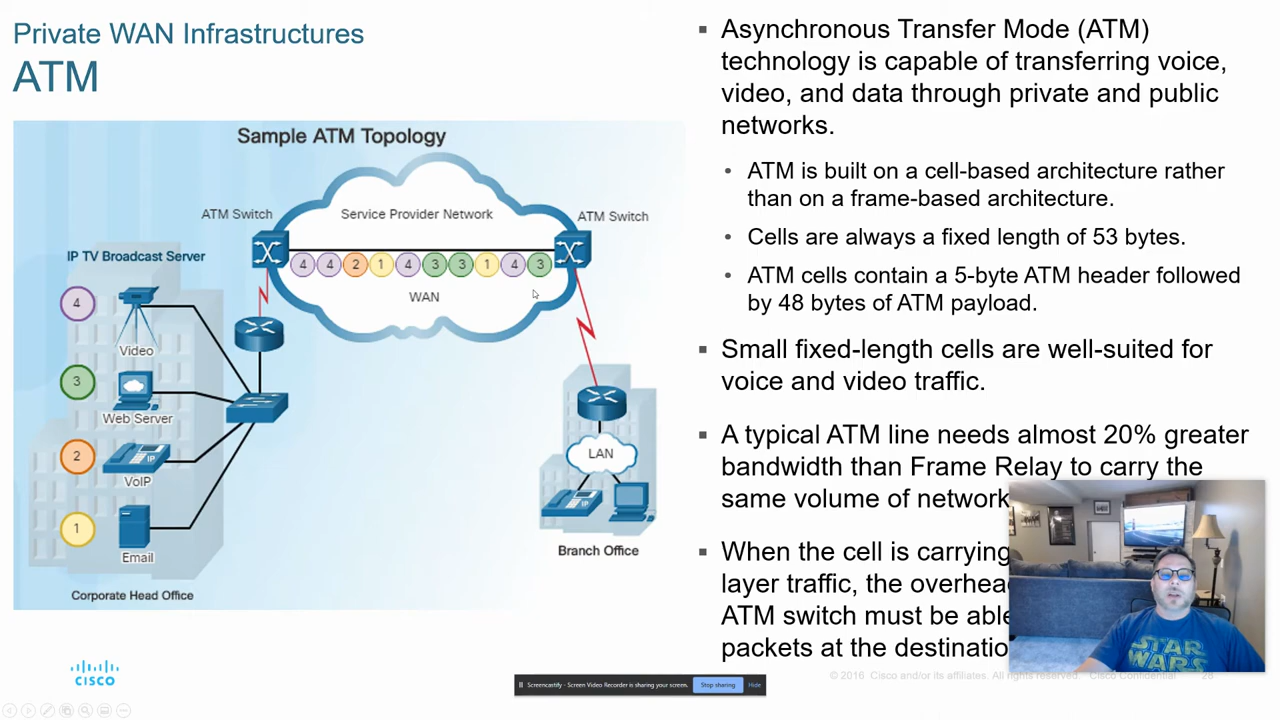 Private WAN Infrastructures
ATM
Sample ATM Topology
ATM Switch
Service Provider Network
ATM Switch
IP TV Broadcast Server
4 4 2 1 4 3 3 1 4 3
WAN
4
Video
3
Web Server
2
IP
VoIP
1
Email
Corporate Head Office
LAN
IP
Branch Office
Asynchronous Transfer Mode (ATM)
technology is capable of transferring voice,
video, and data through private and public
networks.
ATM is built on a cell-based architecture rather
than on a frame-based architecture.
Cells are always a fixed length of 53 bytes.
ATM cells contain a 5-byte ATM header followed
by 48 bytes of ATM payload.
Small fixed-length cells are well-suited for
voice and video traffic.
A typical ATM line needs almost 20% greater
bandwidth than Frame Relay to carry the
same volume of network
When the cell is carrying
layer traffic, the overhead
ATM switch must be able
packets at the destinatio
STAR
WARS
CISCO
Screencastify - Screen Video Recorder is sharing your screen.
Stop sharing
Hide
© 2016 Cisco and/or its affiliates. All rights reserved. Cisco Confidential
28